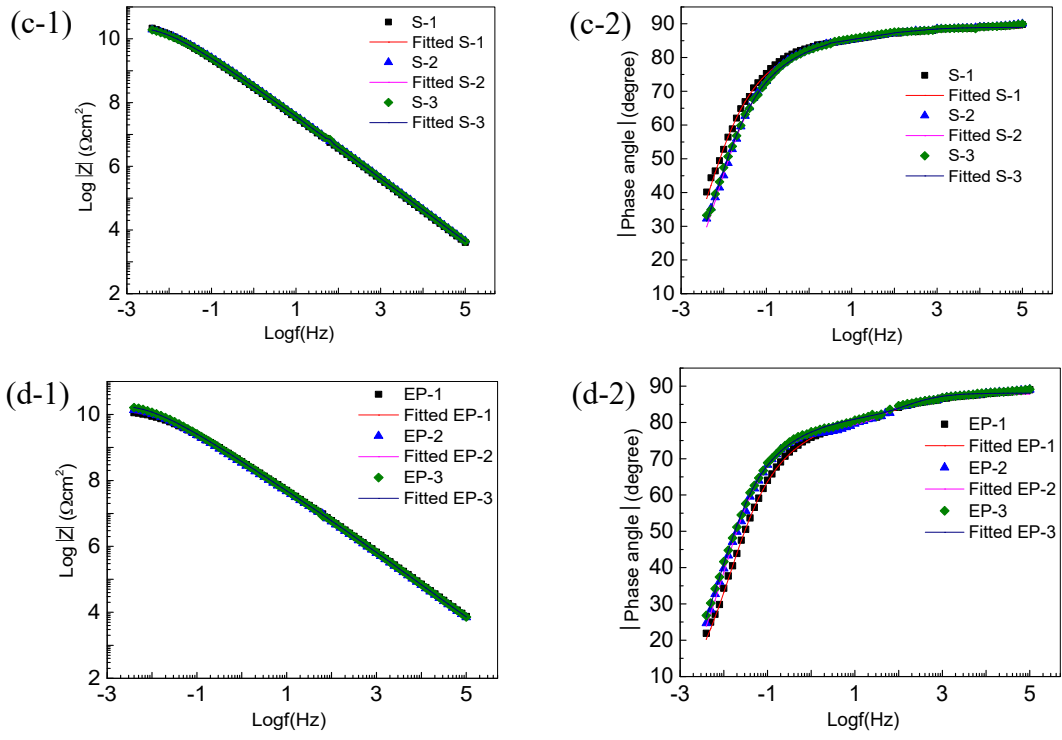 (c-1)
10
8
6
4
2
Log |Z| (Ωcm²)
-3
-1
1
3
5
Logf(Hz)
S-1
Fitted S-1
S-2
Fitted S-2
S-3
Fitted S-3
(c-2)
90
80
70
60
50
40
30
20
10
|Phase angle| (degree)
-3
-1
1
3
5
Logf(Hz)
S-1
Fitted S-1
S-2
Fitted S-2
S-3
Fitted S-3
(d-1)
10
8
6
4
2
Log |Z| (Ωcm²)
-3
-1
1
3
5
Logf(Hz)
EP-1
Fitted EP-1
EP-2
Fitted EP-2
EP-3
Fitted EP-3
(d-2)
90
80
70
60
50
40
30
20
10
|Phase angle| (degree)
-3
-1
1
3
5
Logf(Hz)
EP-1
Fitted EP-1
EP-2
Fitted EP-2
EP-3
Fitted EP-3